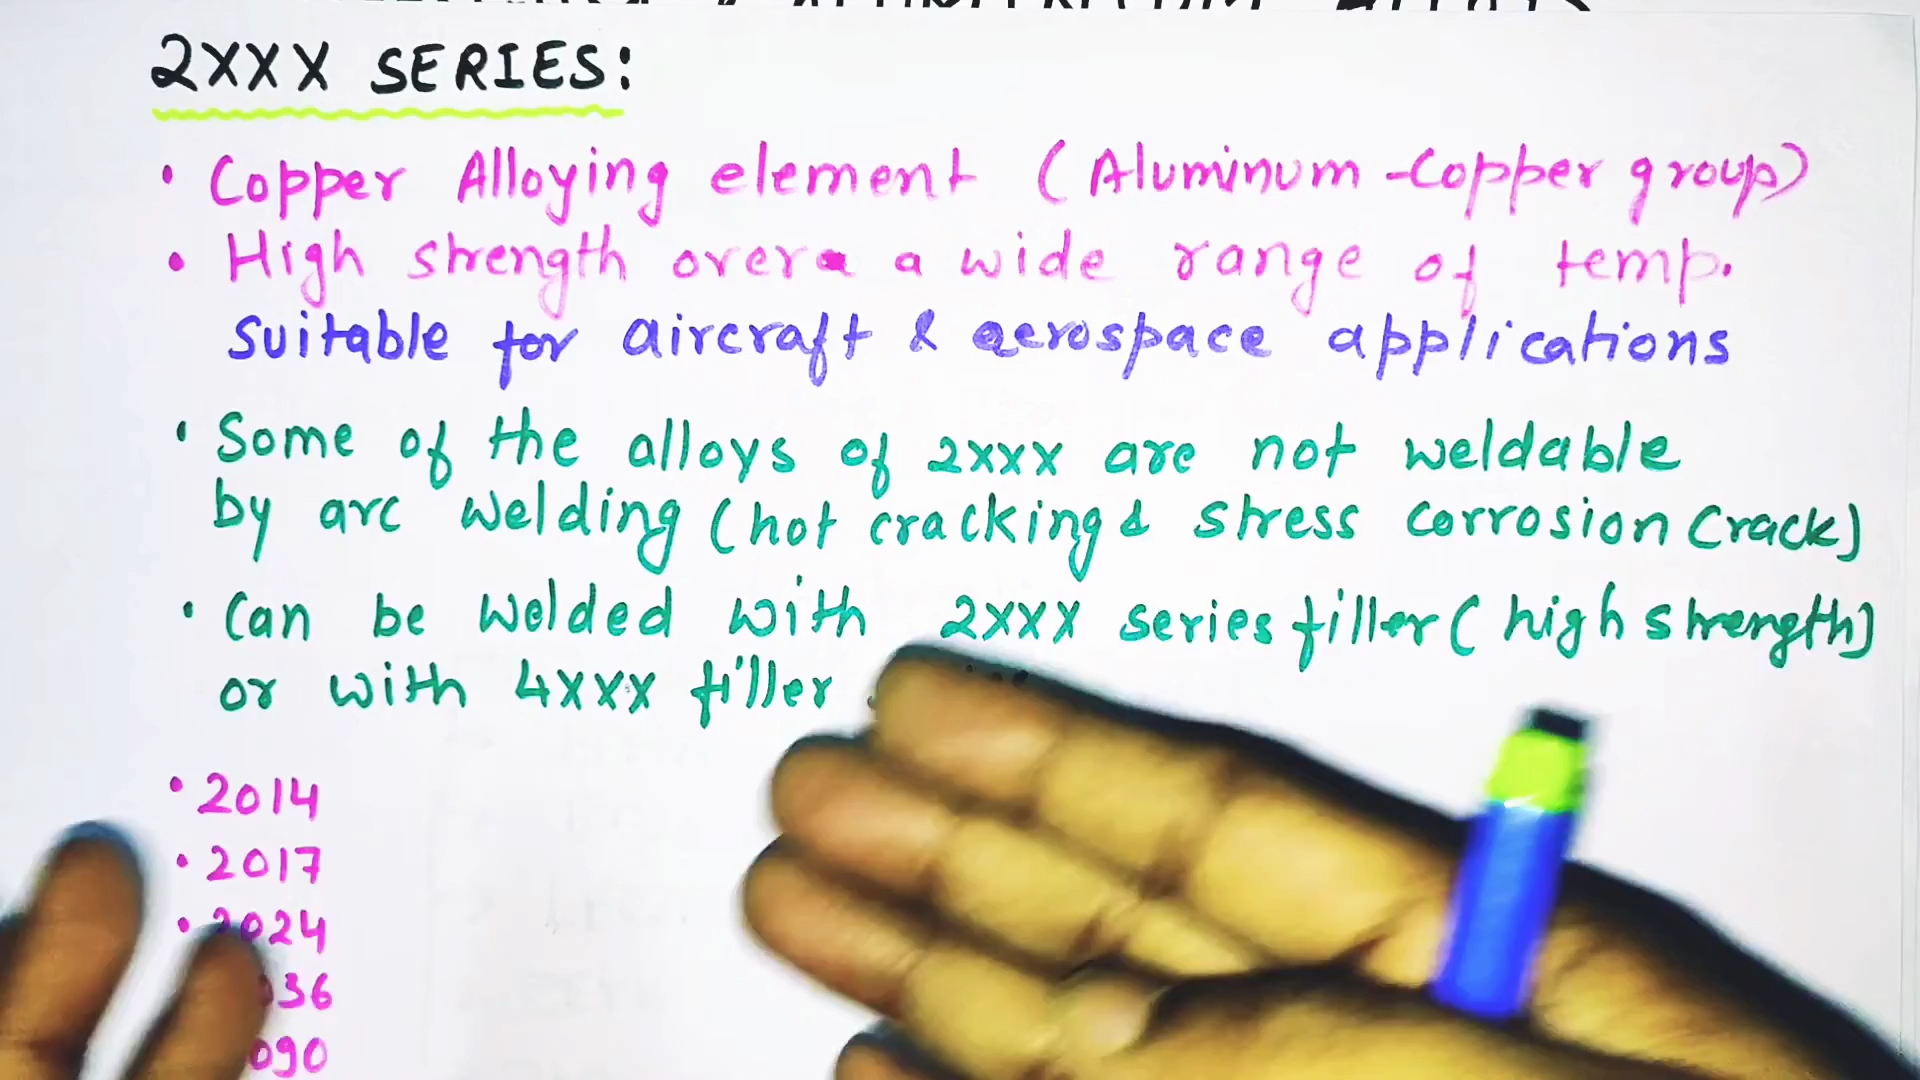 2XXX SERIES:
• Copper Alloying element (Aluminum-Copper group)
• High strength over a wide range of temp.
suitable for aircraft & aerospace applications
• Some of the alloys of 2xxx are not weldable
by arc welding (hot cracking & stress corrosion crack)
• Can be welded with 2XXX series filler (high strength)
or with 4XXX filler
• 2014
• 2017
• 2024
036
090